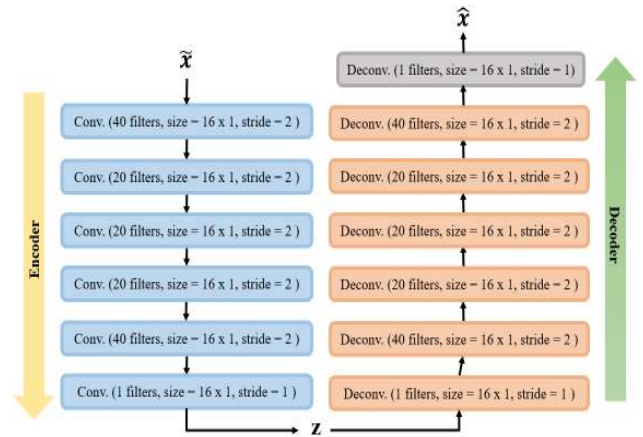 x̃
Conv. (40 filters, size = 16 x 1, stride = 2 )
Conv. (20 filters, size = 16 x 1, stride = 2 )
Conv. (20 filters, size = 16 x 1, stride = 2 )
Conv. (20 filters, size = 16 x 1, stride = 2 )
Conv. (40 filters, size = 16 x 1, stride = 2 )
Conv. (1 filters, size = 16 x 1, stride = 1 )
Encoder
z
x̂
Deconv. (1 filters, size = 16 x 1, stride = 1)
Deconv. (40 filters, size = 16 x 1, stride = 2 )
Deconv. (20 filters, size = 16 x 1, stride = 2 )
Deconv. (20 filters, size = 16 x 1, stride = 2 )
Deconv. (20 filters, size = 16 x 1, stride = 2 )
Deconv. (40 filters, size = 16 x 1, stride = 2 )
Deconv. (1 filters, size = 16 x 1, stride = 1 )
Decoder